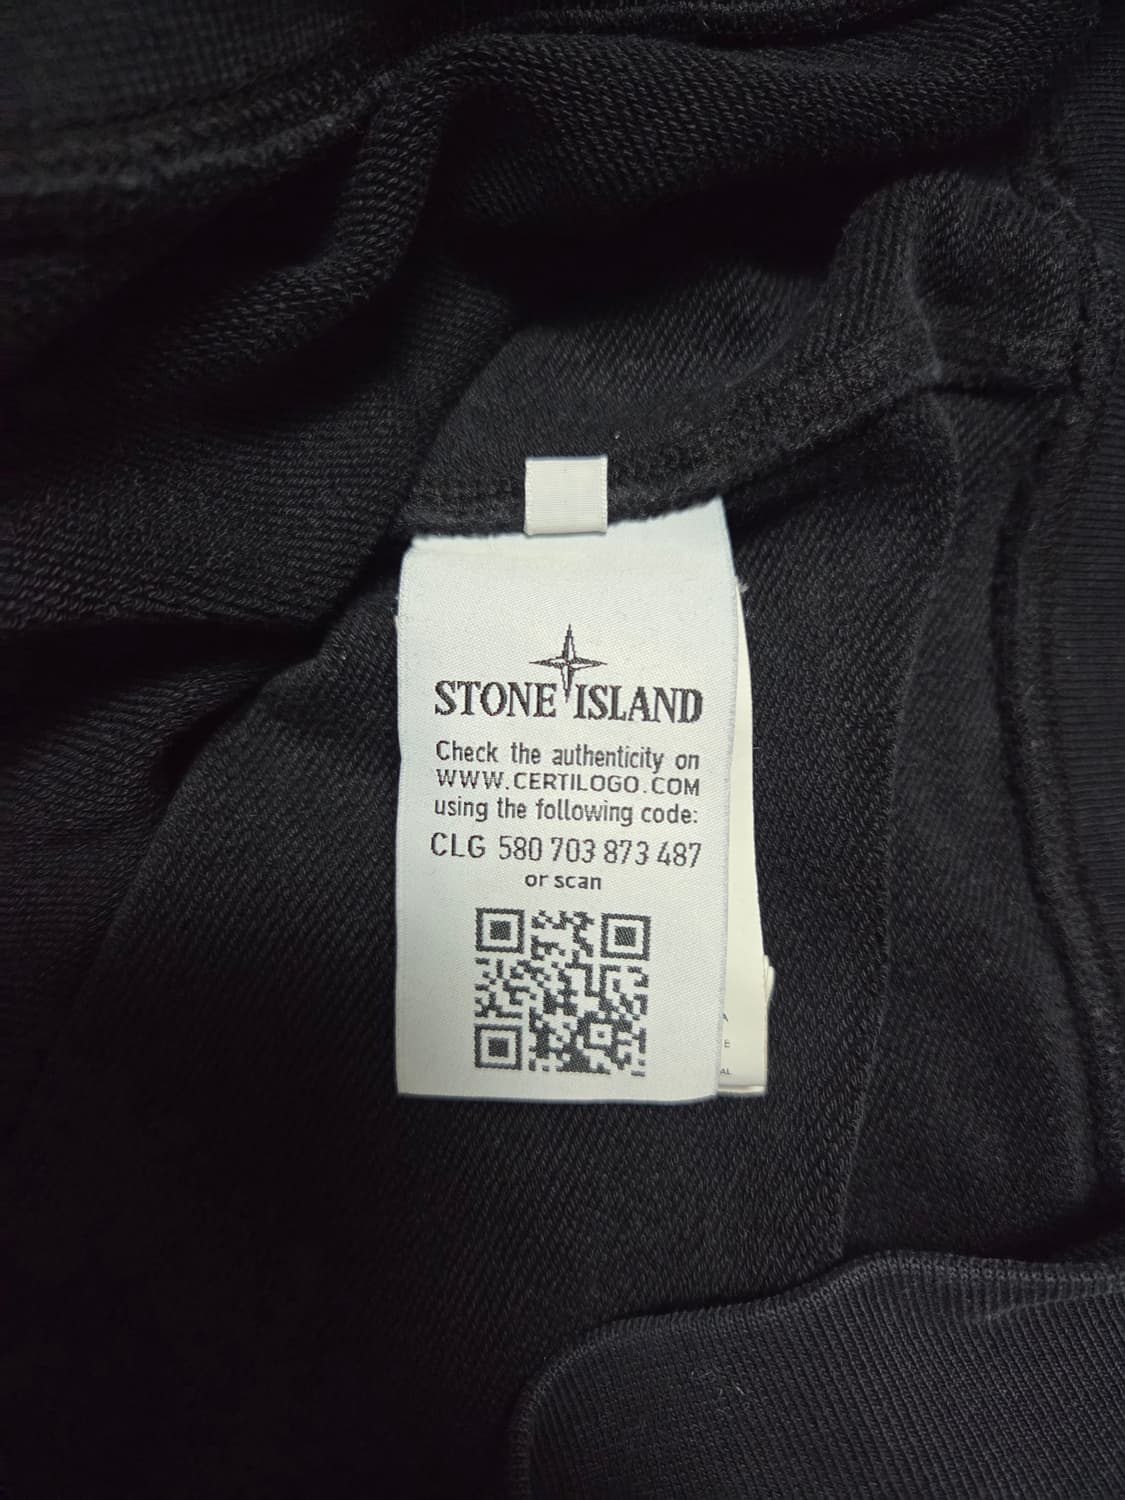 STONE ISLAND
Check the authenticity on
WWW.CERTILOGO.COM
using the following code:
CLG 580 703 873 487
or scan
E
AL